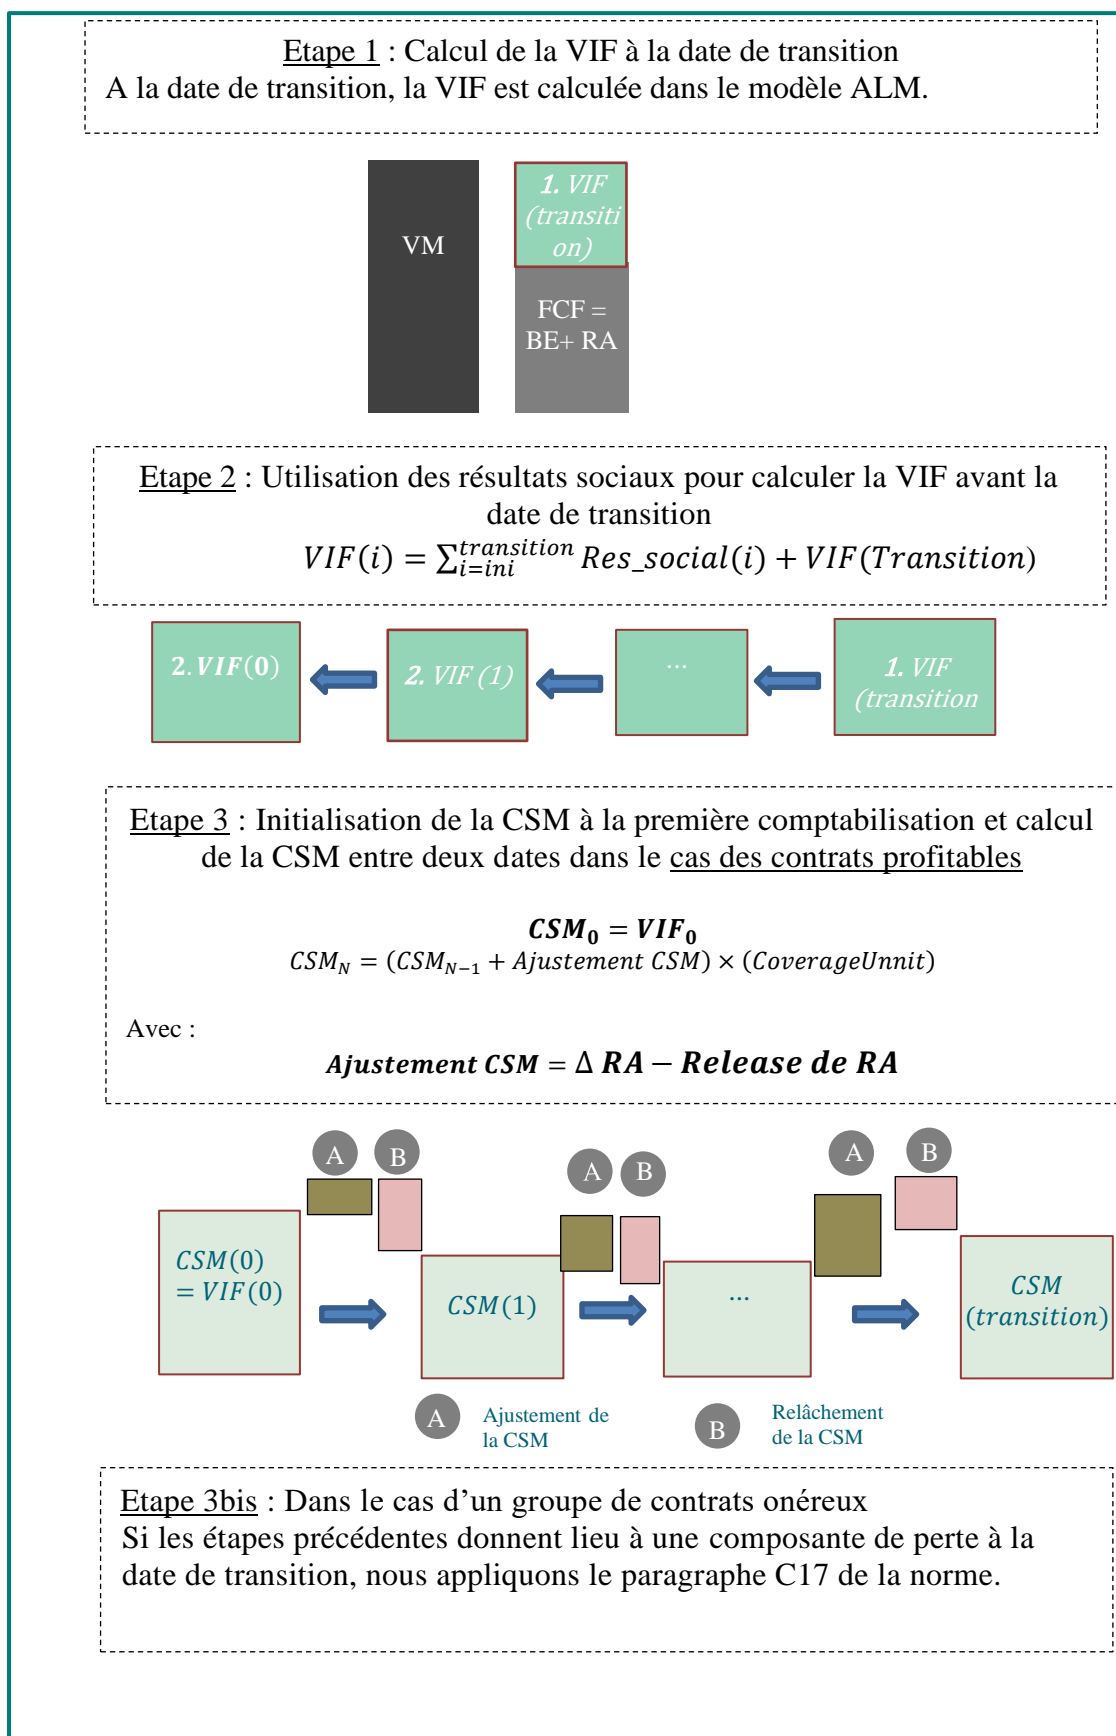 Etape 1 : Calcul de la VIF à la date de transition
A la date de transition, la VIF est calculée dans le modèle ALM.
VM
1. VIF
(transiti
on)
FCF =
BE+ RA
Etape 2 : Utilisation des résultats sociaux pour calculer la VIF avant la
date de transition
VIF(i) = ∑_{i=ini}^{transition} Res_social(i) + VIF(Transition)
2. VIF(0)
2. VIF (1)
...
1. VIF
(transition
Etape 3 : Initialisation de la CSM à la première comptabilisation et calcul
de la CSM entre deux dates dans le cas des contrats profitables
CSM₀ = VIF₀
CSM_N = (CSM_{N−1} + Ajustement CSM) × (CoverageUnnit)
Avec :
Ajustement CSM = Δ RA − Release de RA
A
B
A
B
A
B
CSM(0)
= VIF(0)
CSM(1)
...
CSM
(transition)
A
Ajustement de
la CSM
B
Relâchement
de la CSM
Etape 3bis : Dans le cas d'un groupe de contrats onéreux
Si les étapes précédentes donnent lieu à une composante de perte à la
date de transition, nous appliquons le paragraphe C17 de la norme.